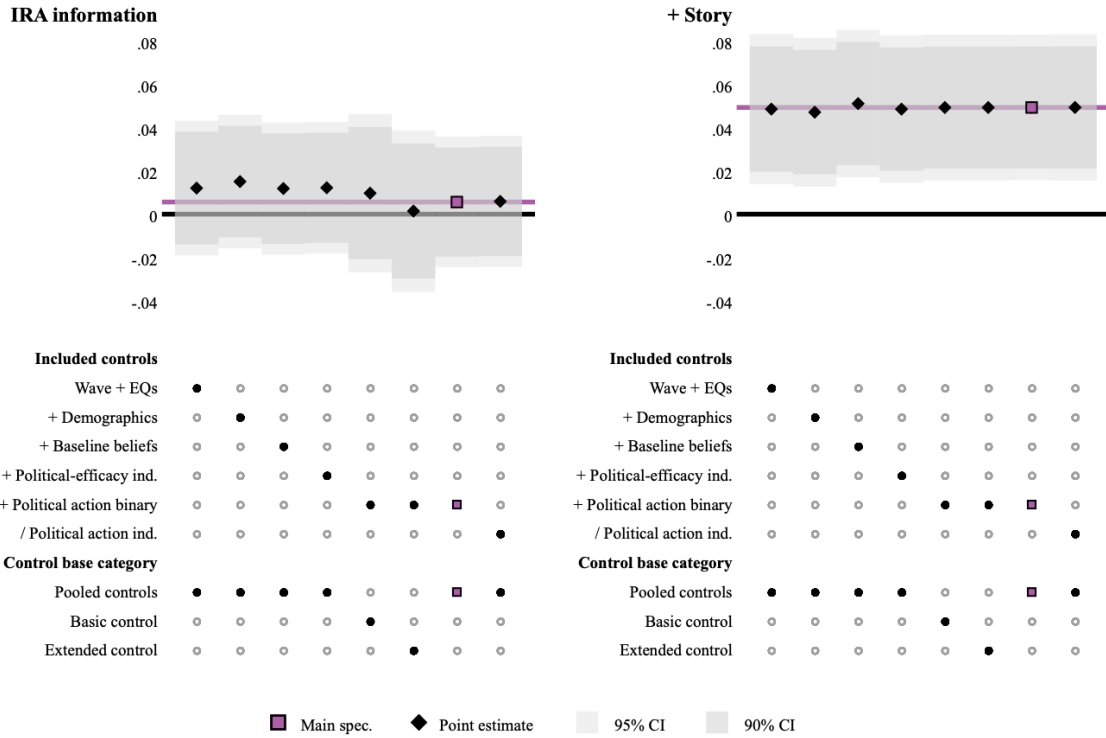 IRA information
.08
.06
.04
.02
0
-.02
-.04
Included controls
Wave + EQs
+ Demographics
+ Baseline beliefs
+ Political-efficacy ind.
+ Political action binary
/ Political action ind.
Control base category
Pooled controls
Basic control
Extended control
+ Story
.08
.06
.04
.02
0
-.02
-.04
Included controls
Wave + EQs
+ Demographics
+ Baseline beliefs
+ Political-efficacy ind.
+ Political action binary
/ Political action ind.
Control base category
Pooled controls
Basic control
Extended control
Main spec. Point estimate 95% CI 90% CI